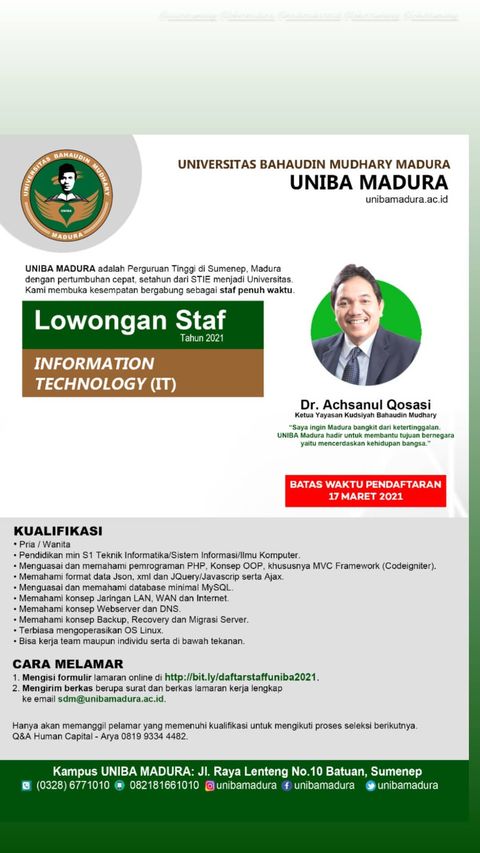 UNIVERSITAS BAHAUDIN MUDHARY
UNIBA
MADURA
UNIVERSITAS BAHAUDIN MUDHARY MADURA
UNIBA MADURA
unibamadura.ac.id
UNIBA MADURA adalah Perguruan Tinggi di Sumenep, Madura
dengan pertumbuhan cepat, setahun dari STIE menjadi Universitas.
Kami membuka kesempatan bergabung sebagai staf penuh waktu.
Lowongan Staf
Tahun 2021
INFORMATION
TECHNOLOGY (IT)
Dr. Achsanul Qosasi
Ketua Yayasan Kudsiyah Bahaudin Mudhary
"Saya ingin Madura bangkit dari ketertinggalan.
UNIBA Madura hadir untuk membantu tujuan bernegara
yaitu mencerdaskan kehidupan bangsa."
BATAS WAKTU PENDAFTARAN
17 MARET 2021
KUALIFIKASI
• Pria / Wanita
• Pendidikan min S1 Teknik Informatika/Sistem Informasi/Ilmu Komputer.
• Menguasai dan memahami pemrograman PHP, Konsep OOP, khususnya MVC Framework (Codeigniter).
• Memahami format data Json, xml dan JQuery/Javascrip serta Ajax.
• Menguasai dan memahami database minimal MySQL.
• Memahami konsep Jaringan LAN, WAN dan Internet.
• Memahami konsep Webserver dan DNS.
• Memahami konsep Backup, Recovery dan Migrasi Server.
• Terbiasa mengoperasikan OS Linux.
• Bisa kerja team maupun individu serta di bawah tekanan.
CARA MELAMAR
1. Mengisi formulir lamaran online di http://bit.ly/daftarstaffuniba2021.
2. Mengirim berkas berupa surat dan berkas lamaran kerja lengkap
ke email sdm@unibamadura.ac.id.
Hanya akan memanggil pelamar yang memenuhi kualifikasi untuk mengikuti proses seleksi berikutnya.
Q&A Human Capital - Arya 0819 9334 4482.
Kampus UNIBA MADURA: Jl. Raya Lenteng No.10 Batuan, Sumenep
(0328) 6771010 082181661010 unibamadura unibamadura unibamadura